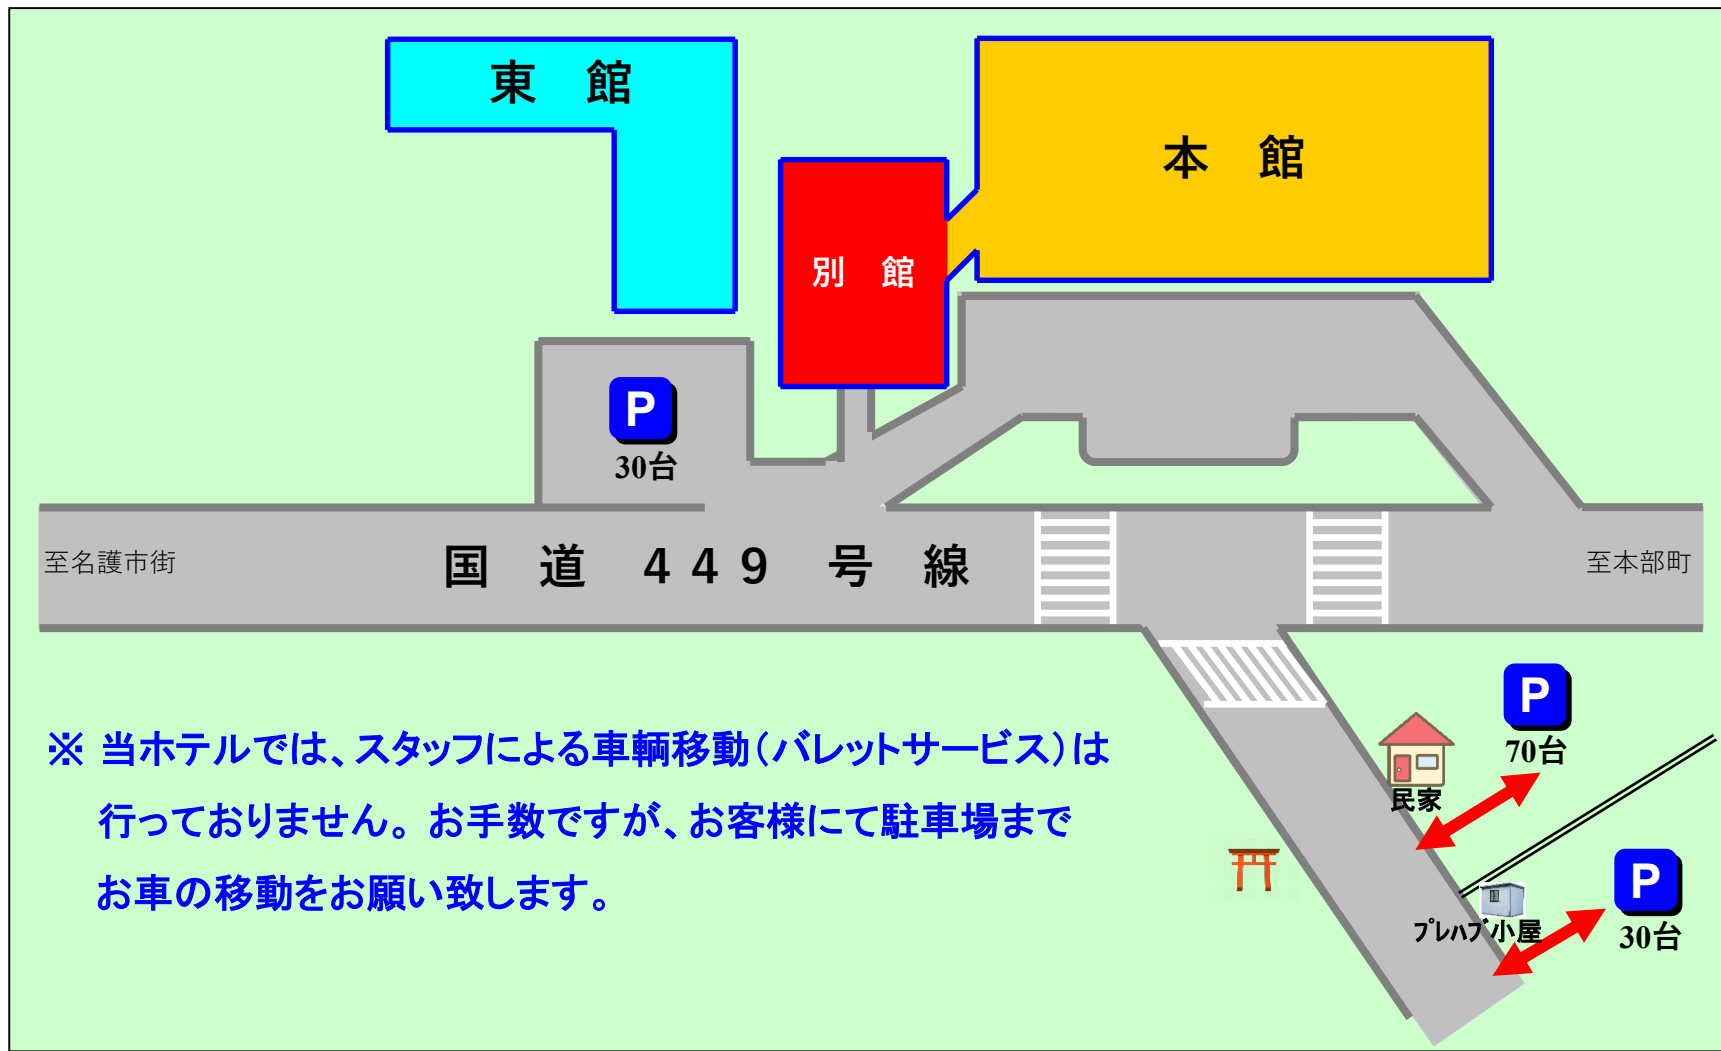 東 館
本 館
別 館
P
30台
至名護市街
国 道 449 号 線
至本部町
P
70台
民家
※ 当ホテルでは、スタッフによる車輌移動(バレットサービス)は
行っておりません。お手数ですが、お客様にて駐車場まで
お車の移動をお願い致します。
P
30台
プレハブ小屋